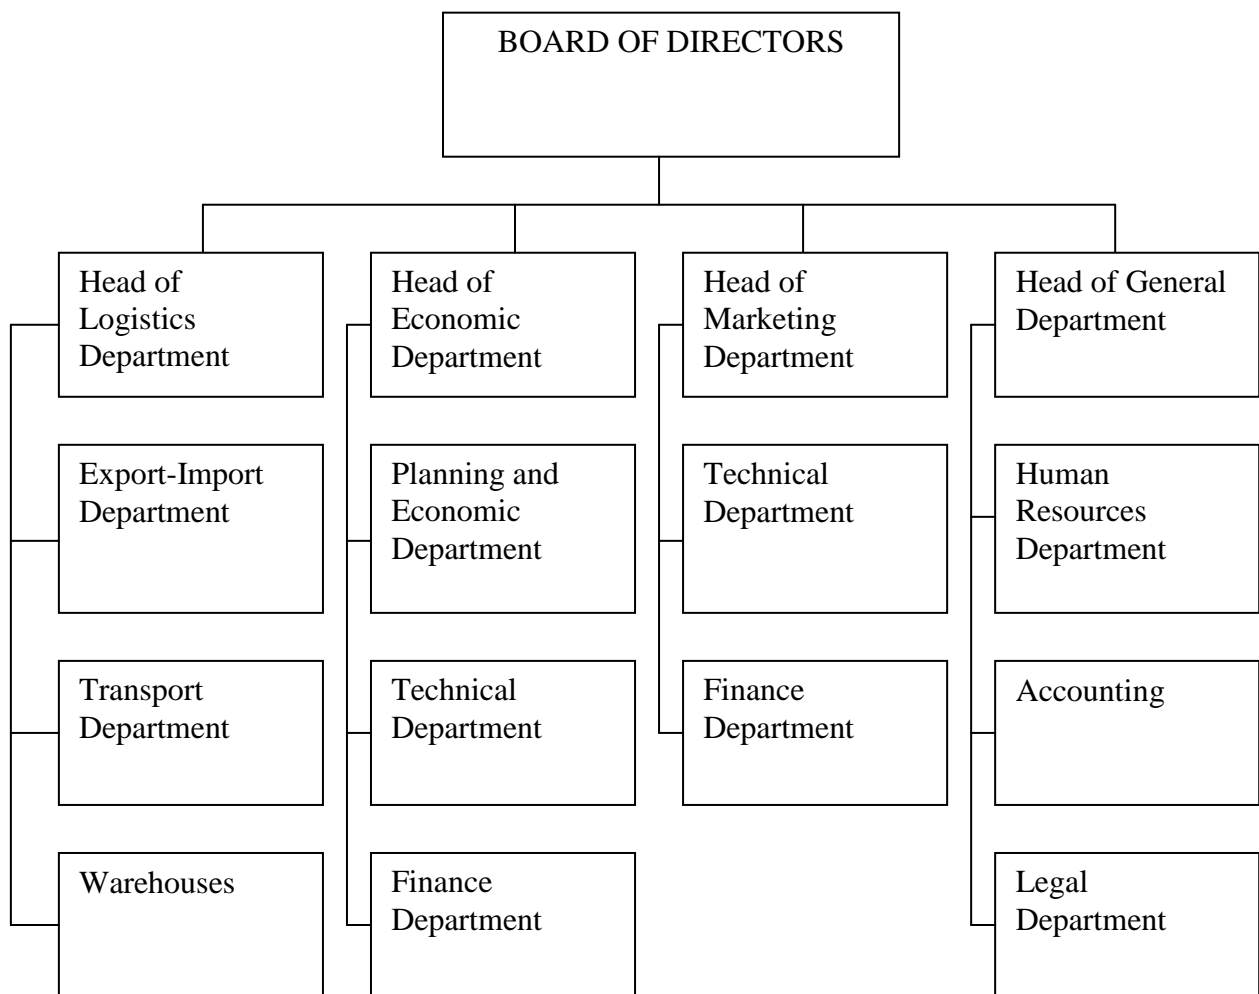 BOARD OF DIRECTORS
Head of
Logistics
Department
Head of
Economic
Department
Head of
Marketing
Department
Head of General
Department
Export-Import
Department
Planning and
Economic
Department
Technical
Department
Human
Resources
Department
Transport
Department
Technical
Department
Finance
Department
Accounting
Warehouses
Finance
Department
Legal
Department